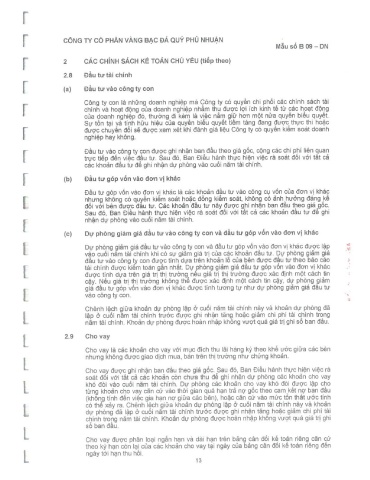 CÔNG TY CỔ PHẦN VÀNG BẠC ĐÁ QUÝ PHÚ NHUẬN
Mẫu số B 09 – DN
2 CÁC CHÍNH SÁCH KẾ TOÁN CHỦ YẾU (tiếp theo)
2.8 Đầu tư tài chính
(a) Đầu tư vào công ty con
Công ty con là những doanh nghiệp mà Công ty có quyền chi phối các chính sách tài
chính và hoạt động của doanh nghiệp nhằm thu được lợi ích kinh tế từ các hoạt động
của doanh nghiệp đó, thường đi kèm là việc nắm giữ hơn một nửa quyền biểu quyết.
Sự tồn tại và tính hữu hiệu của quyền biểu quyết tiềm tàng đang được thực thi hoặc
được chuyển đổi sẽ được xem xét khi đánh giá liệu Công ty có quyền kiểm soát doanh
nghiệp hay không.
Đầu tư vào công ty con được ghi nhận ban đầu theo giá gốc, cộng các chi phí liên quan
trực tiếp đến việc đầu tư. Sau đó, Ban Điều hành thực hiện việc rà soát đối với tất cả
các khoản đầu tư để ghi nhận dự phòng vào cuối năm tài chính.
(b) Đầu tư góp vốn vào đơn vị khác
Đầu tư góp vốn vào đơn vị khác là các khoản đầu tư vào công cụ vốn của đơn vị khác
nhưng không có quyền kiểm soát hoặc đồng kiểm soát, không có ảnh hưởng đáng kể
đối với bên được đầu tư. Các khoản đầu tư này được ghi nhận ban đầu theo giá gốc.
Sau đó, Ban Điều hành thực hiện việc rà soát đối với tất cả các khoản đầu tư để ghi
nhận dự phòng vào cuối năm tài chính.
(c) Dự phòng giảm giá đầu tư vào công ty con và đầu tư góp vốn vào đơn vị khác
Dự phòng giảm giá đầu tư vào công ty con và đầu tư góp vốn vào đơn vị khác được lập
vào cuối năm tài chính khi có sự giảm giá trị của các khoản đầu tư. Dự phòng giảm giá
đầu tư vào công ty con được tính dựa trên khoản lỗ của bên được đầu tư theo báo cáo
tài chính được kiểm toán gần nhất. Dự phòng giảm giá đầu tư góp vốn vào đơn vị khác
được tính dựa trên giá trị thị trường nếu giá trị thị trường được xác định một cách tin
cậy. Nếu giá trị thị trường không thể được xác định một cách tin cậy, dự phòng giảm
giá đầu tư góp vốn vào đơn vị khác được tính tương tự như dự phòng giảm giá đầu tư
vào công ty con.
Chênh lệch giữa khoản dự phòng lập ở cuối năm tài chính này và khoản dự phòng đã
lập ở cuối năm tài chính trước được ghi nhận tăng hoặc giảm chi phí tài chính trong
năm tài chính. Khoản dự phòng được hoàn nhập không vượt quá giá trị ghi sổ ban đầu.
2.9 Cho vay
Cho vay là các khoản cho vay với mục đích thu lãi hàng kỳ theo khế ước giữa các bên
nhưng không được giao dịch mua, bán trên thị trường như chứng khoán.
Cho vay được ghi nhận ban đầu theo giá gốc. Sau đó, Ban Điều hành thực hiện việc rà
soát đối với tất cả các khoản còn chưa thu để ghi nhận dự phòng các khoản cho vay
khó đòi vào cuối năm tài chính. Dự phòng các khoản cho vay khó đòi được lập cho
từng khoản cho vay căn cứ vào thời gian quá hạn trả nợ gốc theo cam kết nợ ban đầu
(không tính đến việc gia hạn nợ giữa các bên), hoặc căn cứ vào mức tổn thất ước tính
có thể xảy ra. Chênh lệch giữa khoản dự phòng lập ở cuối năm tài chính này và khoản
dự phòng đã lập ở cuối năm tài chính trước được ghi nhận tăng hoặc giảm chi phí tài
chính trong năm tài chính. Khoản dự phòng được hoàn nhập không vượt quá giá trị ghi
sổ ban đầu.
Cho vay được phân loại ngắn hạn và dài hạn trên bảng cân đối kế toán riêng căn cứ
theo kỳ hạn còn lại của các khoản cho vay tại ngày của bảng cân đối kế toán riêng đến
ngày tới hạn thu hồi.
13